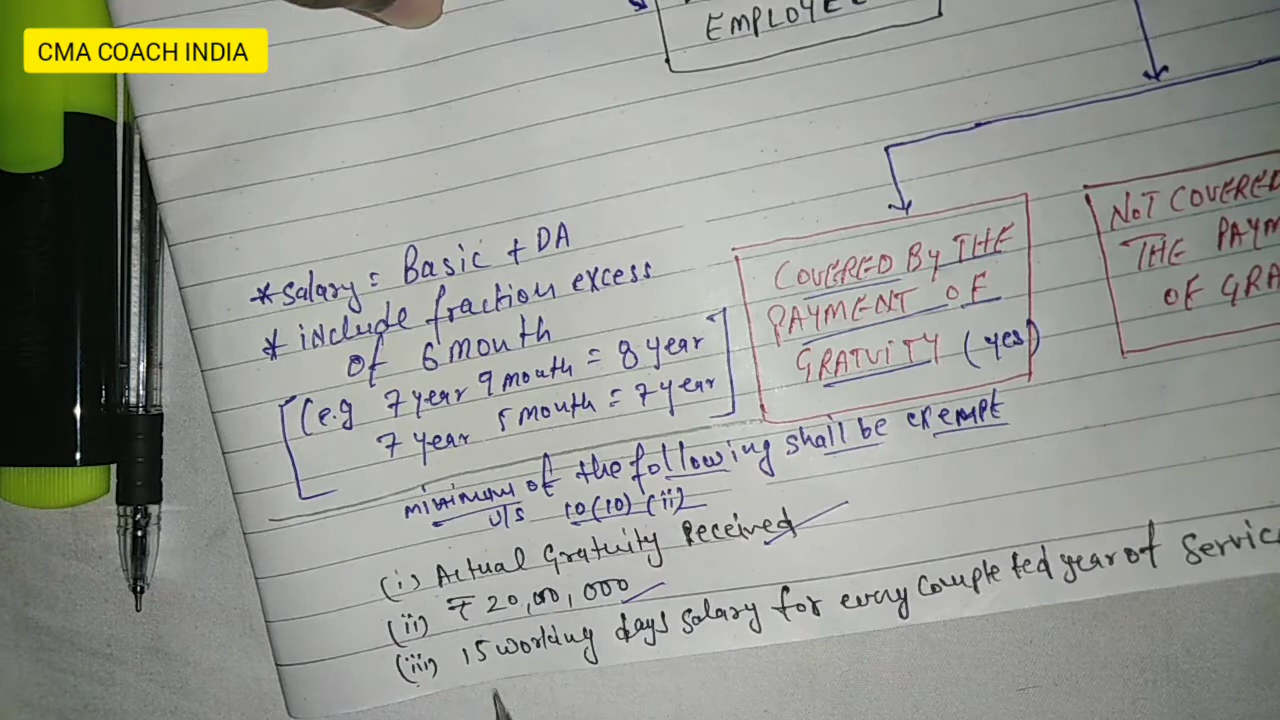 CMA COACH INDIA
EMPLOYEE
* Salary = Basic + DA
* include fraction excess
of 6 month
[(e.g 7 year 9 mouth = 8 year
7 year 5 mouth = 7 year]
COVERED By THE
PAYMENT OF
GRATUITY (yes)
NOT COVERED
THE PAYM
OF GRA
minimum of the following shall be exempt
U/S 10(10)(ii)
(i) Actual Gratuity Received
(ii) ₹ 20,00,000
(iii) 15 working days salary for every completed year of Servic